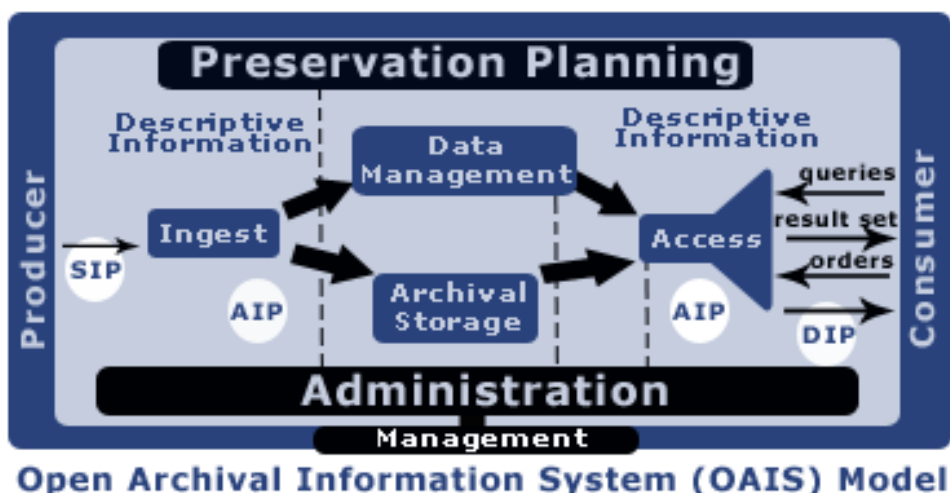 Preservation Planning
Producer
Descriptive
Information
Data
Management
Descriptive
Information
Consumer
queries
Ingest
Access
result set
SIP
orders
AIP
Archival
Storage
AIP
DIP
Administration
Management
Open Archival Information System (OAIS) Model